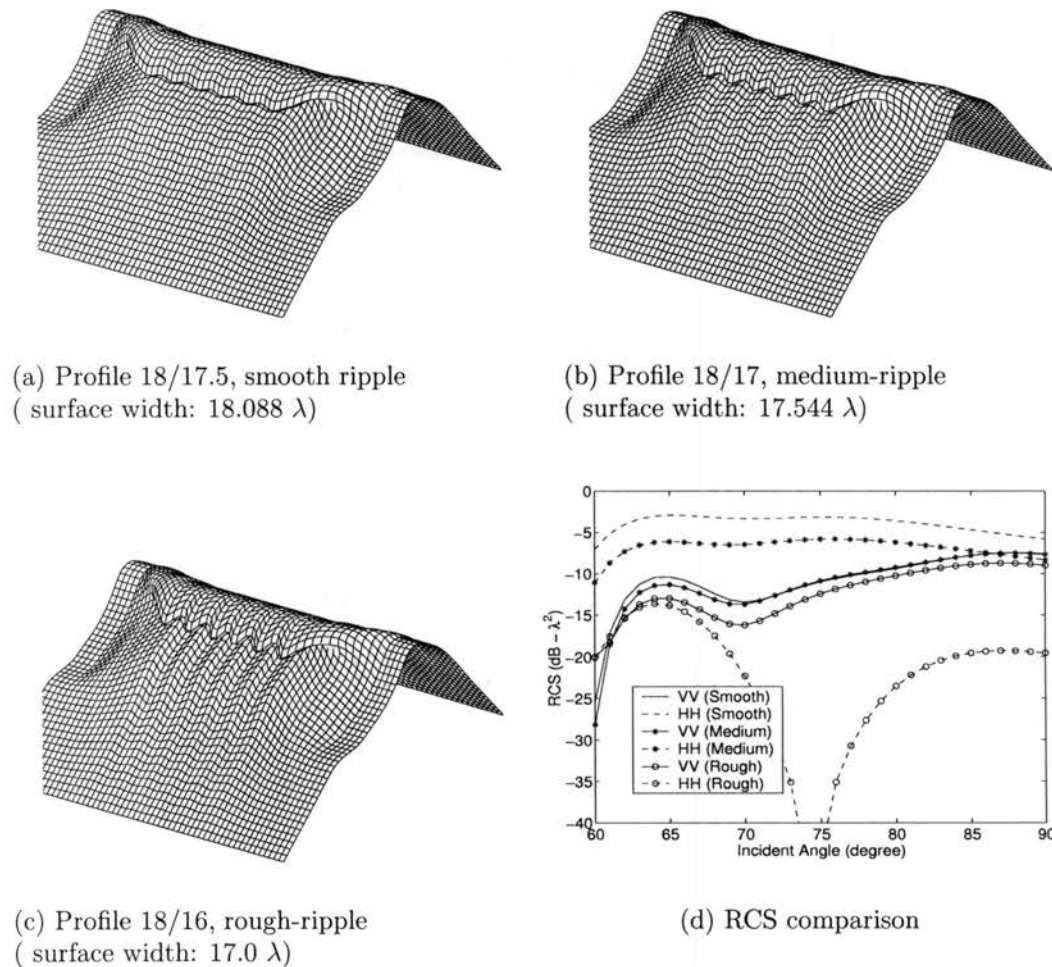 (a) Profile 18/17.5, smooth ripple
( surface width: 18.088 λ)
(b) Profile 18/17, medium-ripple
( surface width: 17.544 λ)
(c) Profile 18/16, rough-ripple
( surface width: 17.0 λ)
0
−5
−10
−15
−20
−25
−30
−35
−40
RCS (dB − λ²)
VV (Smooth)
HH (Smooth)
VV (Medium)
HH (Medium)
VV (Rough)
HH (Rough)
60
65
70
75
80
85
90
Incident Angle (degree)
(d) RCS comparison